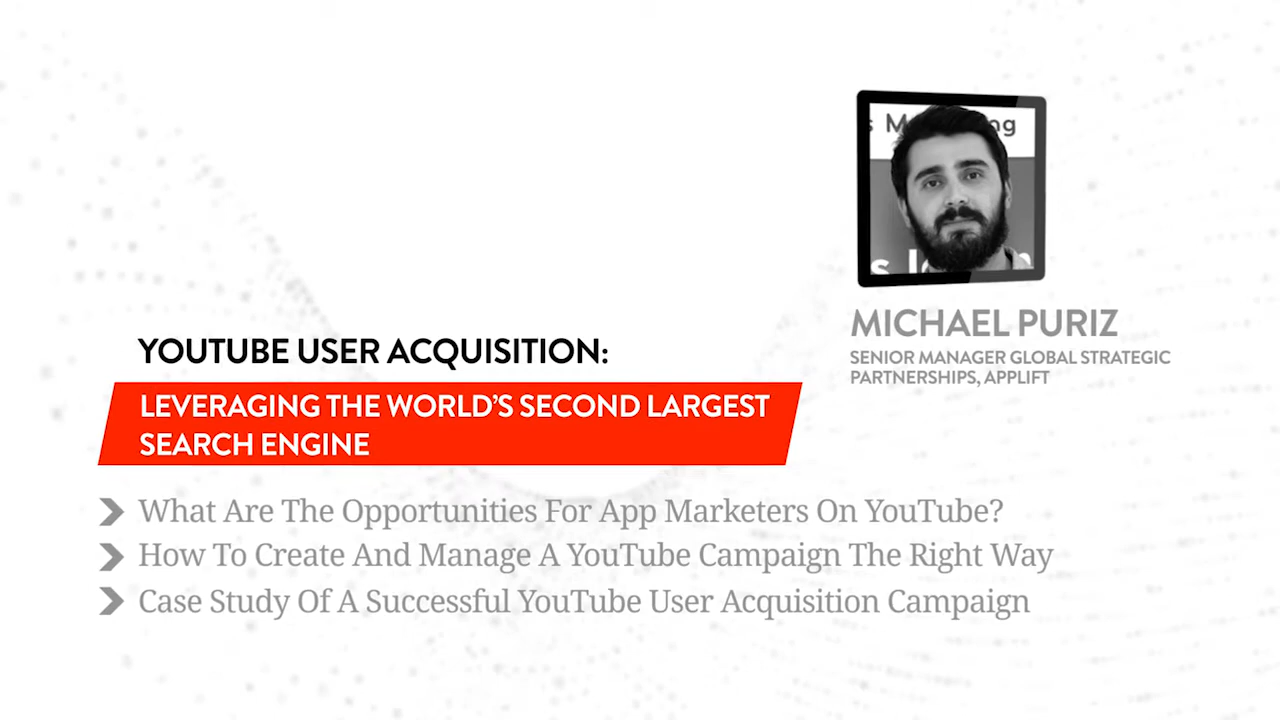 MICHAEL PURIZ
SENIOR MANAGER GLOBAL STRATEGIC
PARTNERSHIPS, APPLIFT
YOUTUBE USER ACQUISITION:
LEVERAGING THE WORLD'S SECOND LARGEST
SEARCH ENGINE
What Are The Opportunities For App Marketers On YouTube?
How To Create And Manage A YouTube Campaign The Right Way
Case Study Of A Successful YouTube User Acquisition Campaign